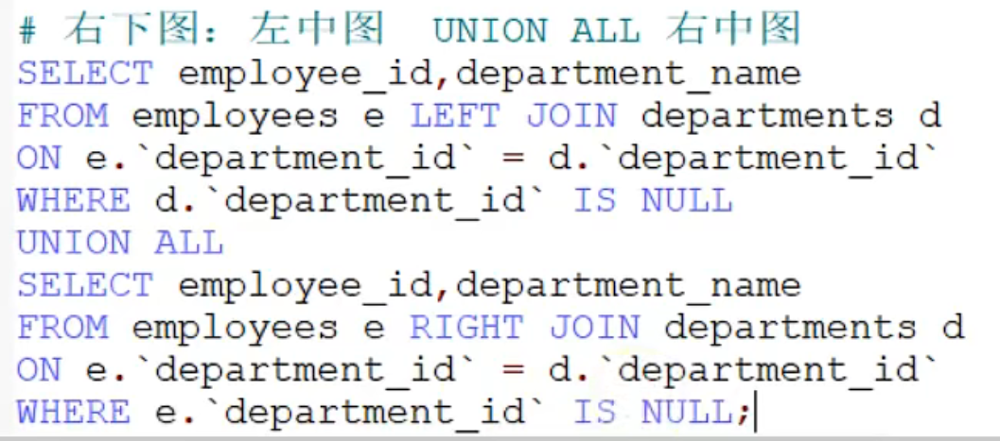 # 右下图：左中图  UNION ALL 右中图
SELECT employee_id,department_name
FROM employees e LEFT JOIN departments d
ON e.`department_id` = d.`department_id`
WHERE d.`department_id` IS NULL
UNION ALL
SELECT employee_id,department_name
FROM employees e RIGHT JOIN departments d
ON e.`department_id` = d.`department_id`
WHERE e.`department_id` IS NULL;